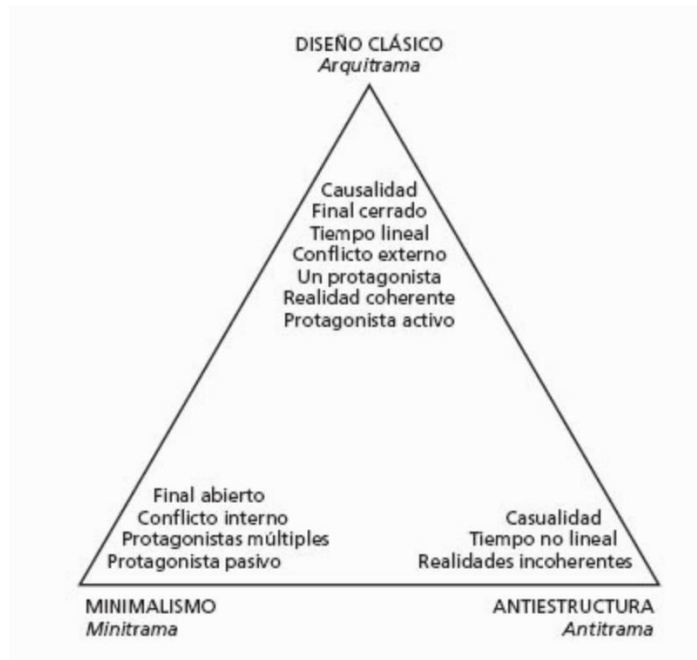 DISEÑO CLÁSICO
Arquitrama
Causalidad
Final cerrado
Tiempo lineal
Conflicto externo
Un protagonista
Realidad coherente
Protagonista activo
Final abierto
Conflicto interno
Protagonistas múltiples
Protagonista pasivo
Casualidad
Tiempo no lineal
Realidades incoherentes
MINIMALISMO
Minitrama
ANTIESTRUCTURA
Antitrama